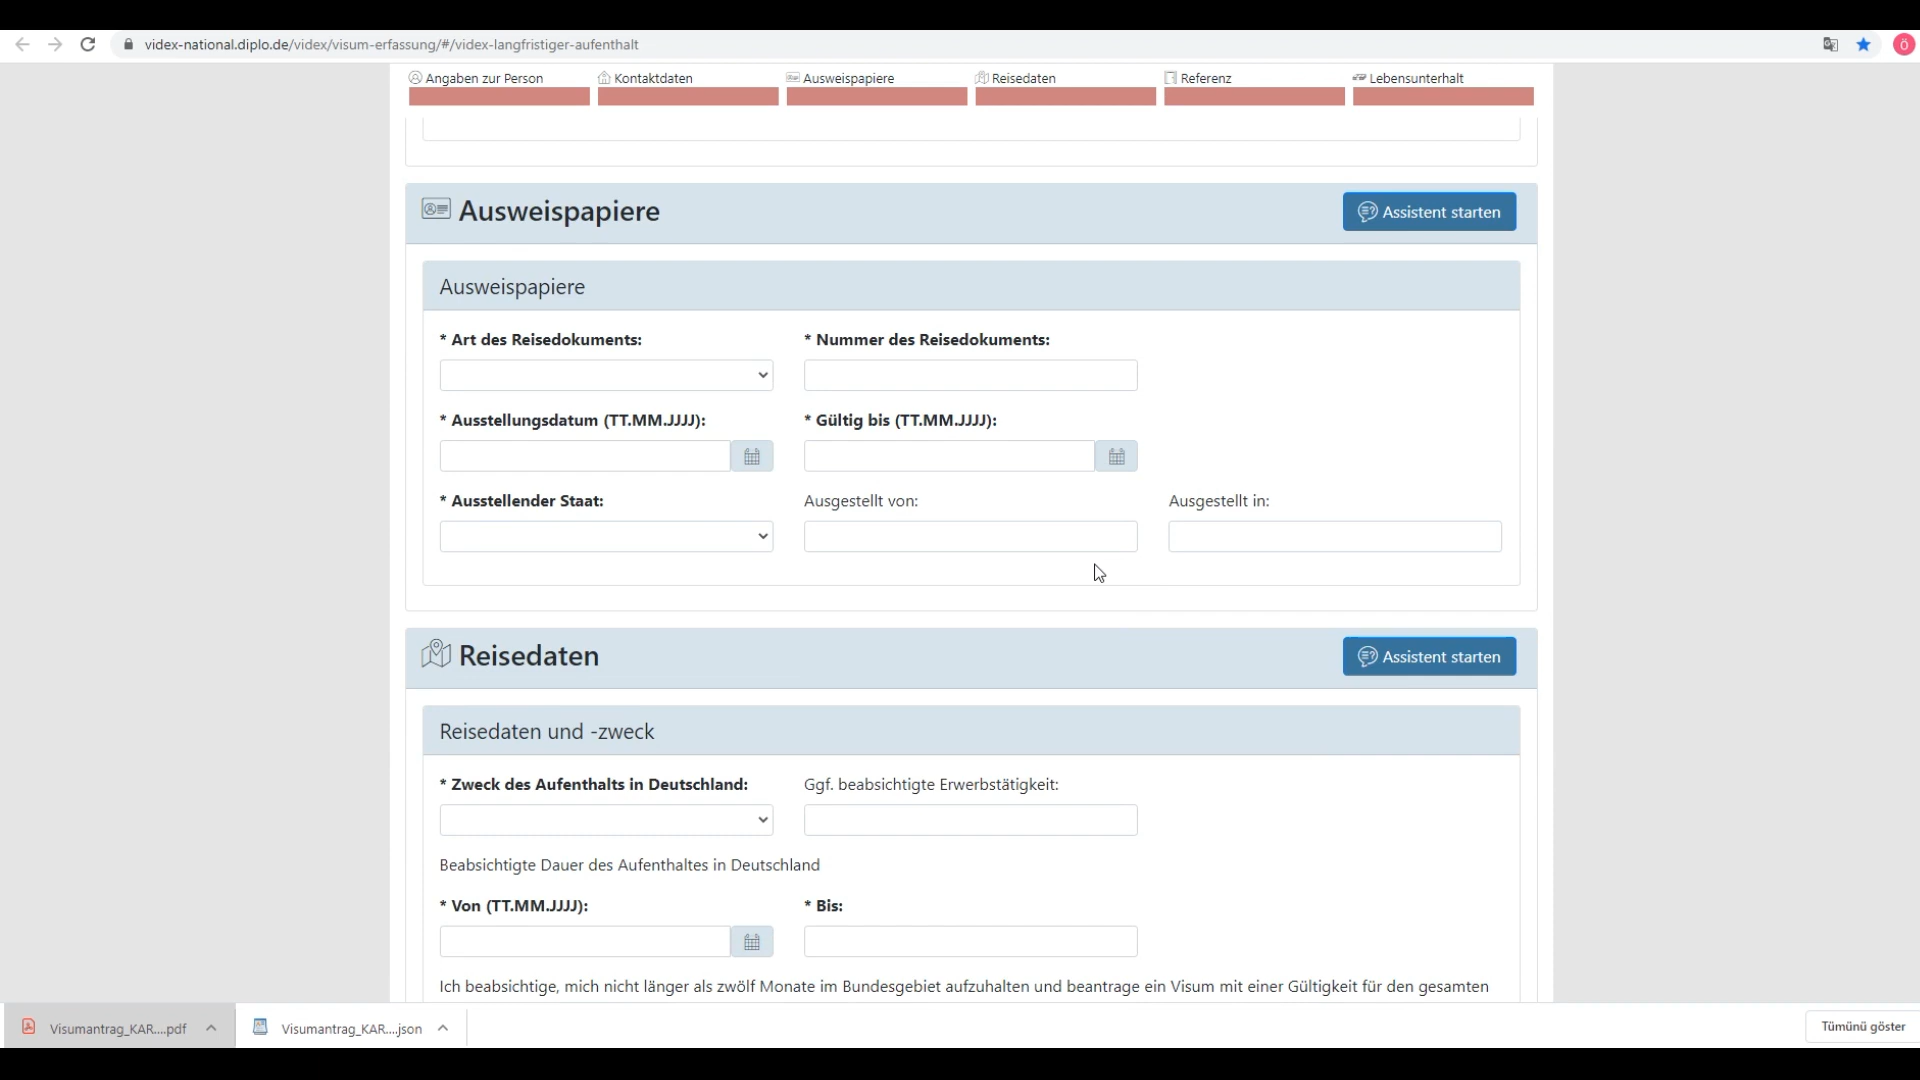 videx-national.diplo.de/videx/visum-erfassung/#/videx-langfristiger-aufenthalt
Ö
Angaben zur Person
Kontaktdaten
Ausweispapiere
Reisedaten
Referenz
Lebensunterhalt
Ausweispapiere
Assistent starten
Ausweispapiere
* Art des Reisedokuments:
* Nummer des Reisedokuments:
* Ausstellungsdatum (TT.MM.JJJJ):
* Gültig bis (TT.MM.JJJJ):
* Ausstellender Staat:
Ausgestellt von:
Ausgestellt in:
Reisedaten
Assistent starten
Reisedaten und -zweck
* Zweck des Aufenthalts in Deutschland:
Ggf. beabsichtigte Erwerbstätigkeit:
Beabsichtigte Dauer des Aufenthaltes in Deutschland
* Von (TT.MM.JJJJ):
* Bis:
Ich beabsichtige, mich nicht länger als zwölf Monate im Bundesgebiet aufzuhalten und beantrage ein Visum mit einer Gültigkeit für den gesamten
Visumantrag_KAR....pdf
Visumantrag_KAR....json
Tümünü göster